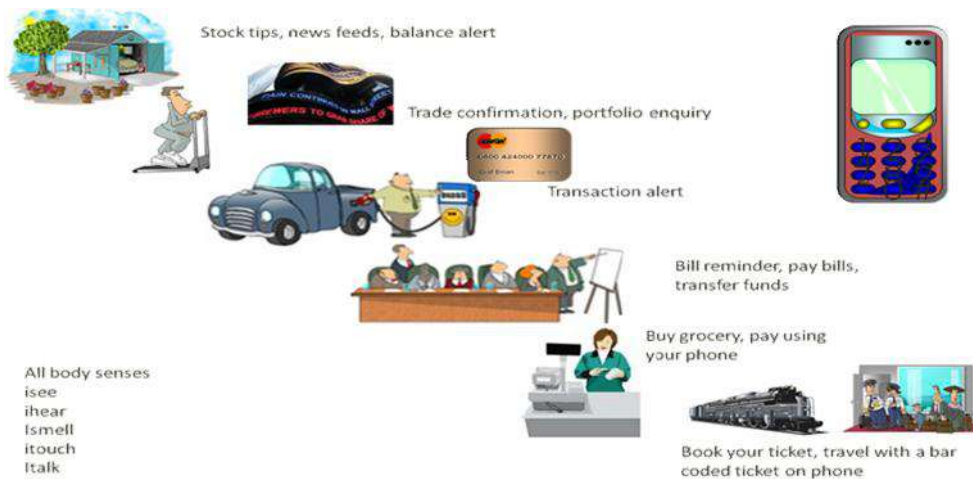 Stock tips, news feeds, balance alert
Trade confirmation, portfolio enquiry
Transaction alert
Bill reminder, pay bills,
transfer funds
Buy grocery, pay using
your phone
All body senses
isee
ihear
Ismell
itouch
Italk
Book your ticket, travel with a bar
coded ticket on phone